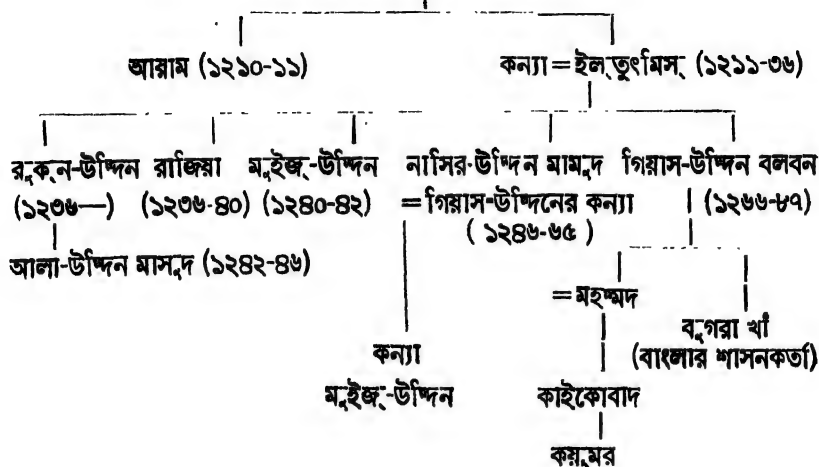 আরাম (১২১০-১১) কন্যা = ইলতুৎমিস্ (১২১১-৩৬)
রুকন-উদ্দিন রাজিয়া মুইজ-উদ্দিন নাসির-উদ্দিন মামুদ গিয়াস-উদ্দিন বলবন
(১২৩৬—) (১২৩৬-৪০) (১২৪০-৪২) = গিয়াস-উদ্দিনের কন্যা (১২৬৬-৮৭)
(১২৪৬-৬৫)
আলা-উদ্দিন মাসুদ (১২৪২-৪৬)
= মহম্মদ
বুগরা খাঁ
(বাংলার শাসনকর্তা)
কন্যা
মুইজ-উদ্দিন কাইকোবাদ
কয়ুমর